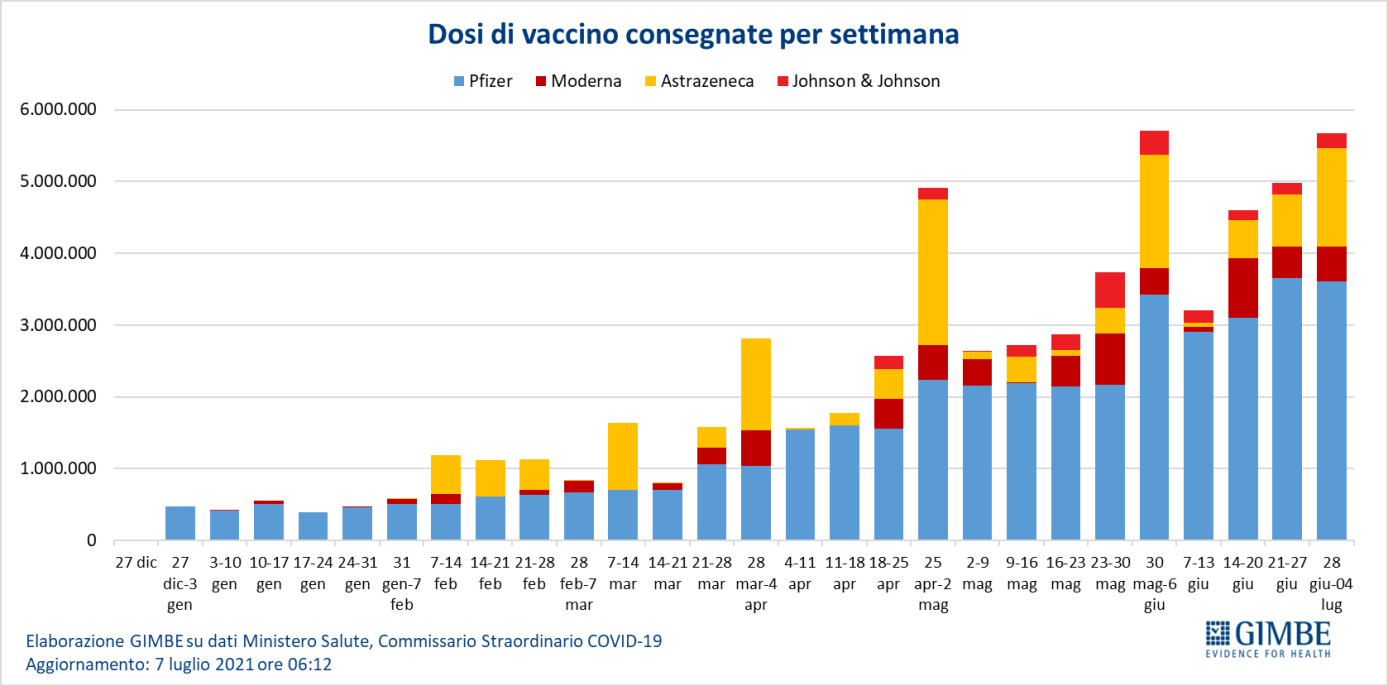 Dosi di vaccino consegnate per settimana
Pfizer Moderna Astrazeneca Johnson & Johnson
6.000.000
5.000.000
4.000.000
3.000.000
2.000.000
1.000.000
0
27 dic 27 3-10 10-17 17-24 24-31 31 7-14 14-21 21-28 28 7-14 14-21 21-28 28 4-11 11-18 18-25 25 2-9 9-16 16-23 23-30 30 7-13 14-20 21-27 28
dic-3 gen gen gen gen gen-7 feb feb feb feb-7 mar mar mar mar-4 apr apr apr apr-2 mag mag mag mag mag-6 giu giu giu giu-04
gen feb mar apr mag giu lug
Elaborazione GIMBE su dati Ministero Salute, Commissario Straordinario COVID-19
Aggiornamento: 7 luglio 2021 ore 06:12
GIMBE
EVIDENCE FOR HEALTH